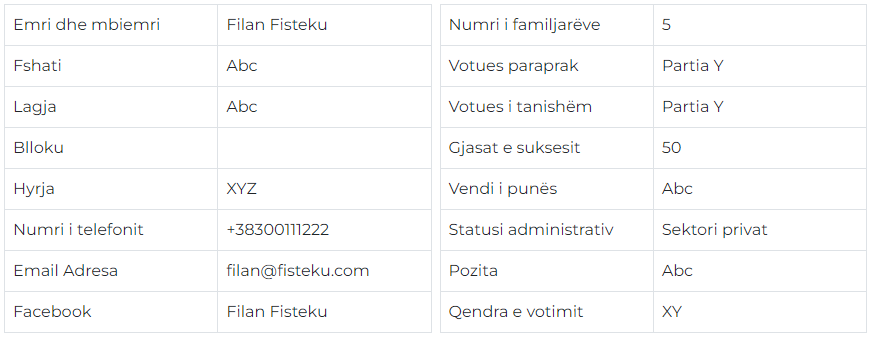 Emri dhe mbiemri Filan Fisteku
Fshati Abc
Lagja Abc
Blloku
Hyrja XYZ
Numri i telefonit +38300111222
Email Adresa filan@fisteku.com
Facebook Filan Fisteku
Numri i familjarëve 5
Votues paraprak Partia Y
Votues i tanishëm Partia Y
Gjasat e suksesit 50
Vendi i punës Abc
Statusi administrativ Sektori privat
Pozita Abc
Qendra e votimit XY